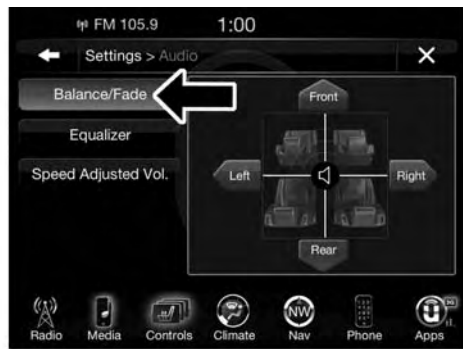 FM 105.9 1:00
Settings > Audio
Balance/Fade
Equalizer
Speed Adjusted Vol.
Front
Left
Right
Rear
NW
3G
Radio Media Controls Climate Nav Phone Apps